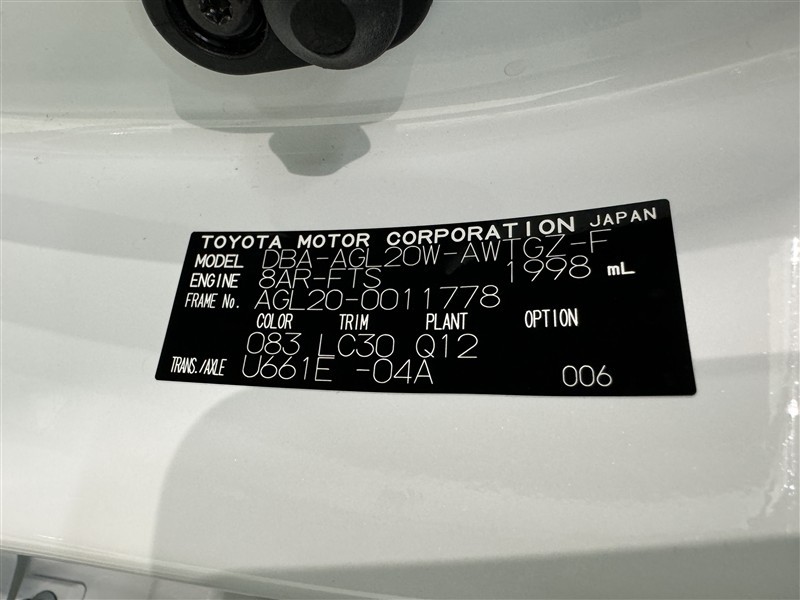 TOYOTA MOTOR CORPORATION JAPAN
MODEL DBA-AGL20W-AWTGZ-F
ENGINE 8AR-FTS 1998 mL
FRAME No. AGL20-0011778
COLOR TRIM PLANT OPTION
083 LC30 Q12
TRANS./AXLE U661E -04A 006